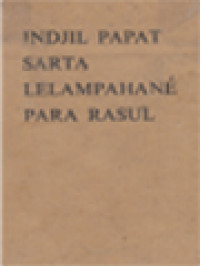 INDJIL PAPAT
SARTA
LELAMPAHANÉ
PARA RASUL